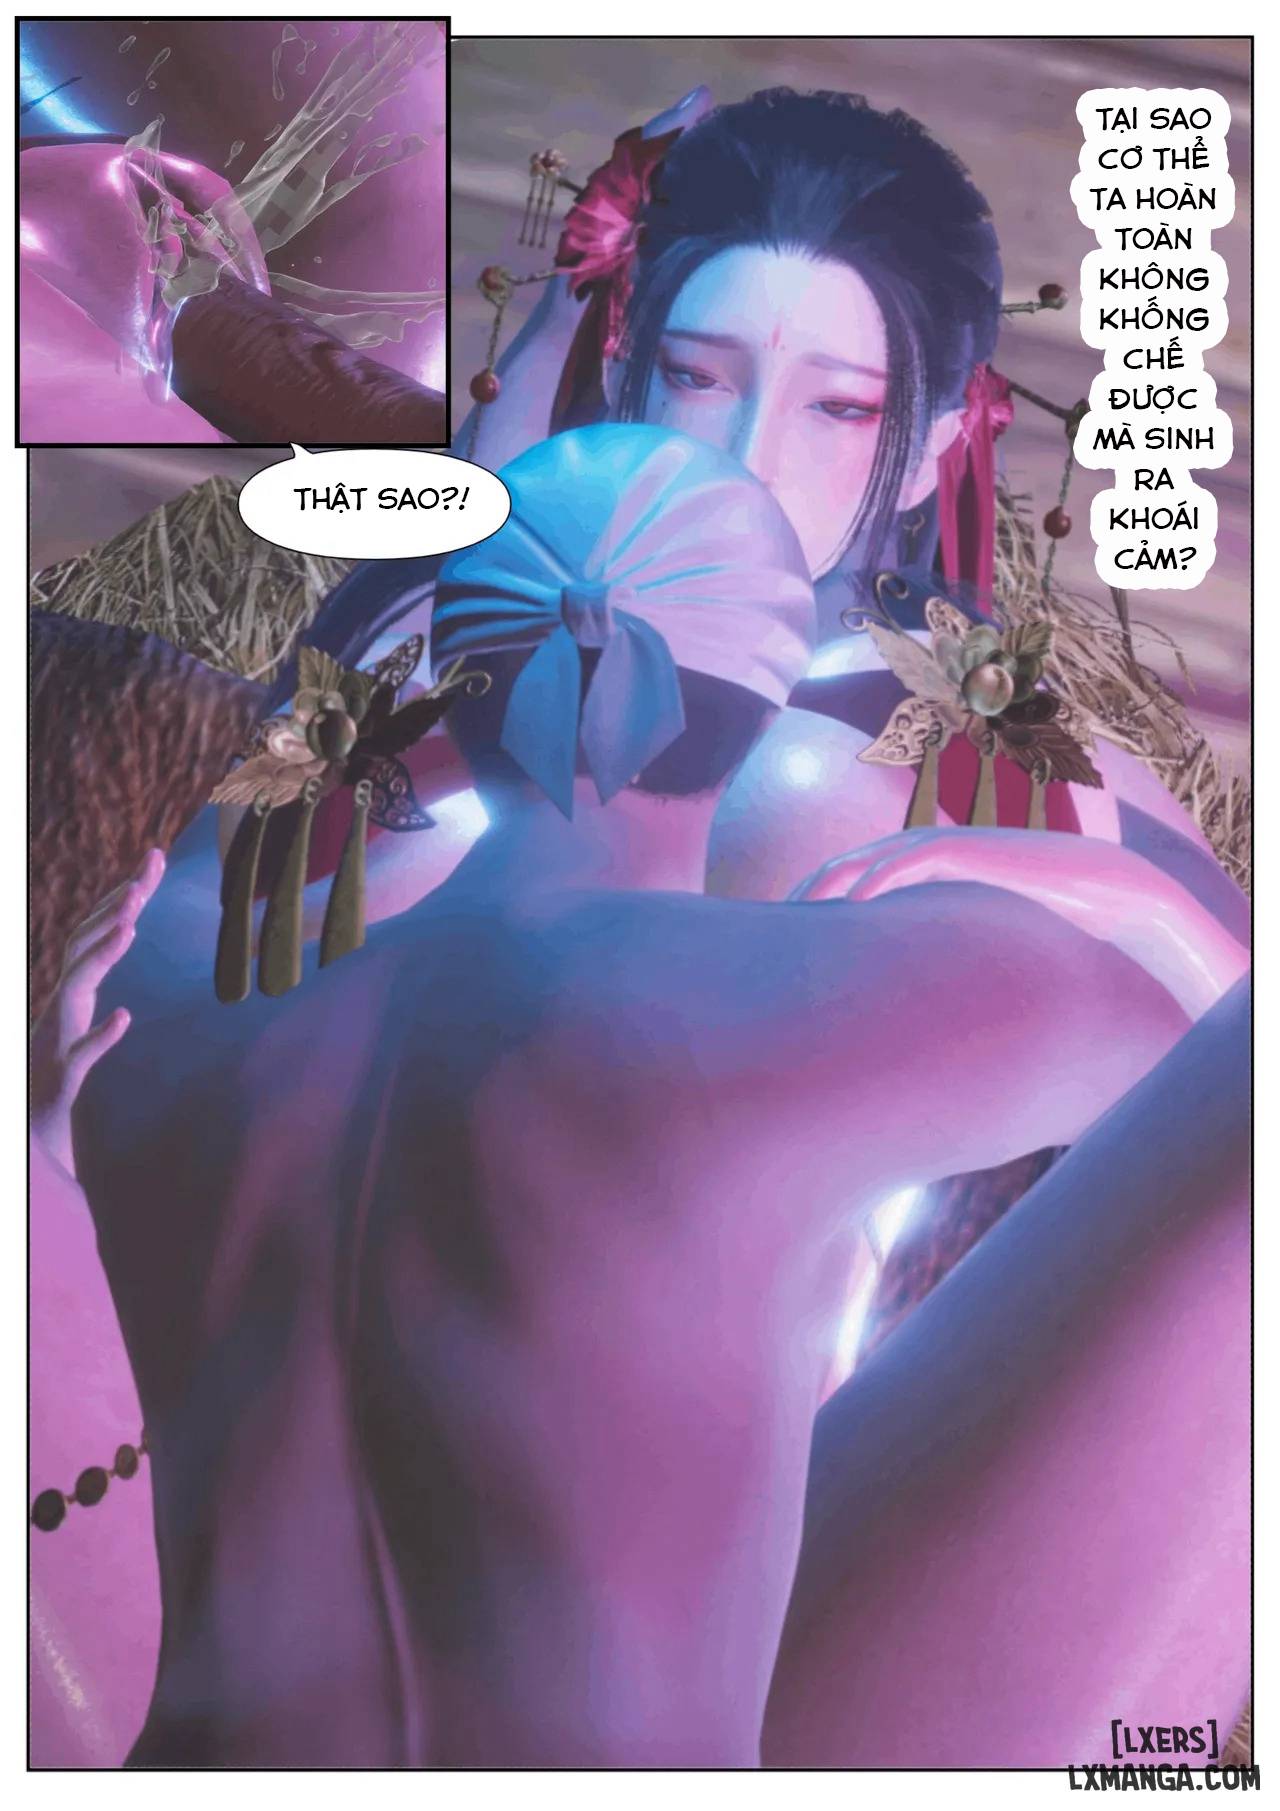 TẠI SAO
CƠ THỂ
TA HOÀN
TOÀN
KHÔNG
KHỐNG
CHẾ
ĐƯỢC
MÀ SINH
RA
KHOÁI
CẢM?
THẬT SAO?!
[LXERS]
LXMANGA.COM